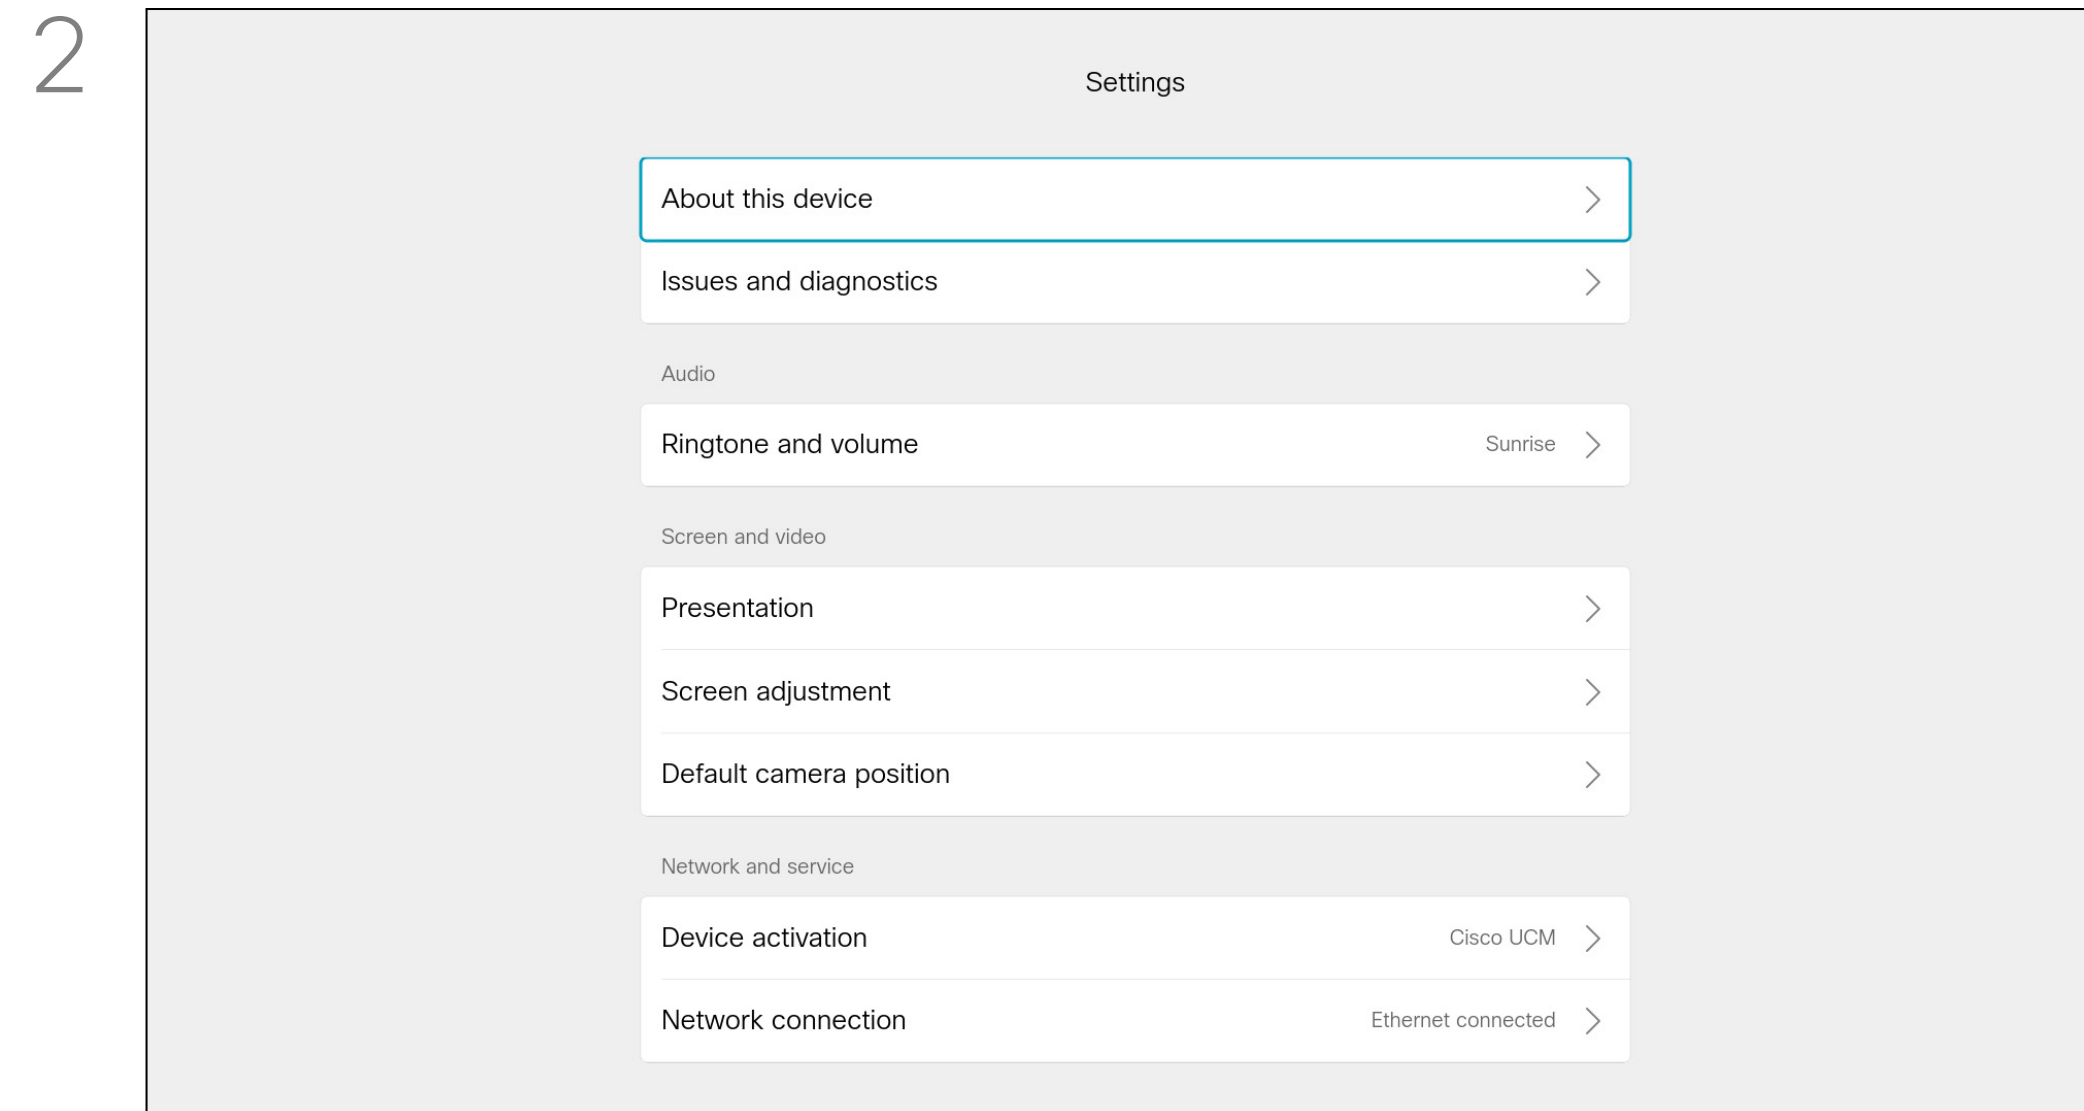 2
Settings
About this device
Issues and diagnostics
Audio
Ringtone and volume Sunrise
Screen and video
Presentation
Screen adjustment
Default camera position
Network and service
Device activation Cisco UCM
Network connection Ethernet connected